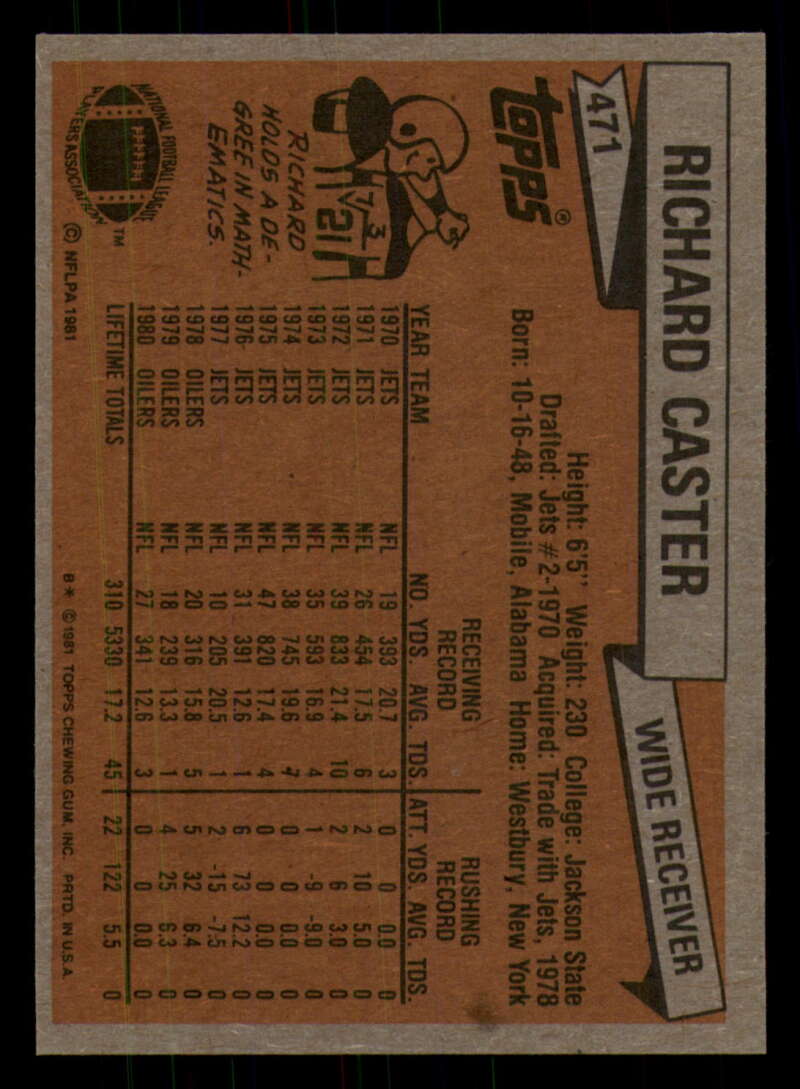 471
RICHARD CASTER
WIDE RECEIVER
topps®
Height: 6'5" Weight: 230 College: Jackson State
Drafted: Jets #2-1970 Acquired: Trade with Jets, 1978
Born: 10-16-48, Mobile, Alabama Home: Westbury, New York
RECEIVING RECORD RUSHING RECORD
YEAR TEAM NO. YDS. AVG. TDS. ATT. YDS. AVG. TDS.
1970 JETS NFL 19 393 20.7 3 0 0 0.0 0
1971 JETS NFL 26 454 17.5 6 2 10 5.0 0
1972 JETS NFL 39 833 21.4 10 2 6 3.0 0
1973 JETS NFL 35 593 16.9 4 1 -9 -9.0 0
1974 JETS NFL 38 745 19.6 7 0 0 0.0 0
1975 JETS NFL 47 820 17.4 4 0 0 0.0 0
1976 JETS NFL 31 391 12.6 1 6 73 12.2 0
1977 JETS NFL 10 205 20.5 1 2 -15 -7.5 0
1978 OILERS NFL 20 316 15.8 5 5 32 6.4 0
1979 OILERS NFL 18 239 13.3 1 4 25 6.3 0
1980 OILERS NFL 27 341 12.6 3 0 0 0.0 0
LIFETIME TOTALS 310 5330 17.2 45 22 122 5.5 0
7 3
√21
RICHARD
HOLDS A DE-
GREE IN MATH-
EMATICS.
NATIONAL FOOTBALL LEAGUE
PLAYERS ASSOCIATION
™
© NFLPA 1981
B* © 1981 TOPPS CHEWING GUM, INC. PRTD. IN U.S.A.